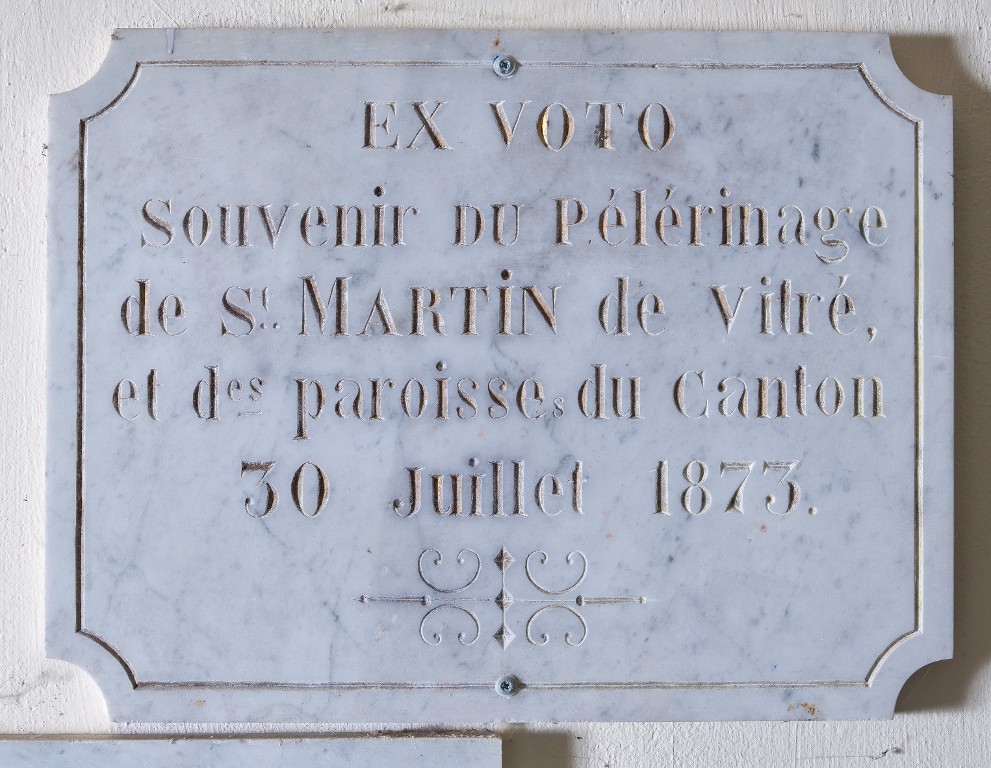 EX VOTO
Souvenir DU Pélérinage
de St. MARTiN de Vitré,
et des paroisses du Canton
30 Juillet 1873.